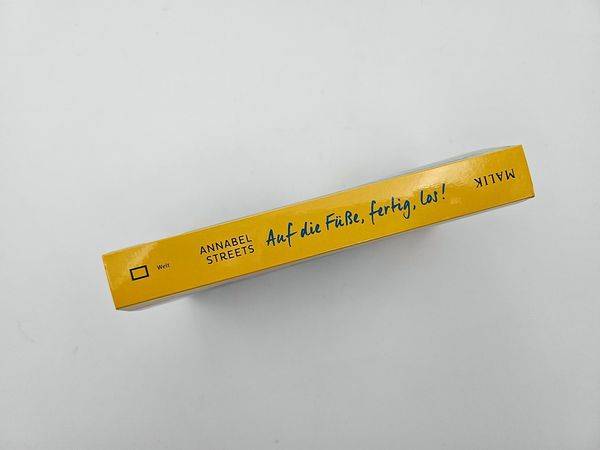 Welt
ANNABEL
STREETS
Auf die Füße, fertig, los!
MALIK